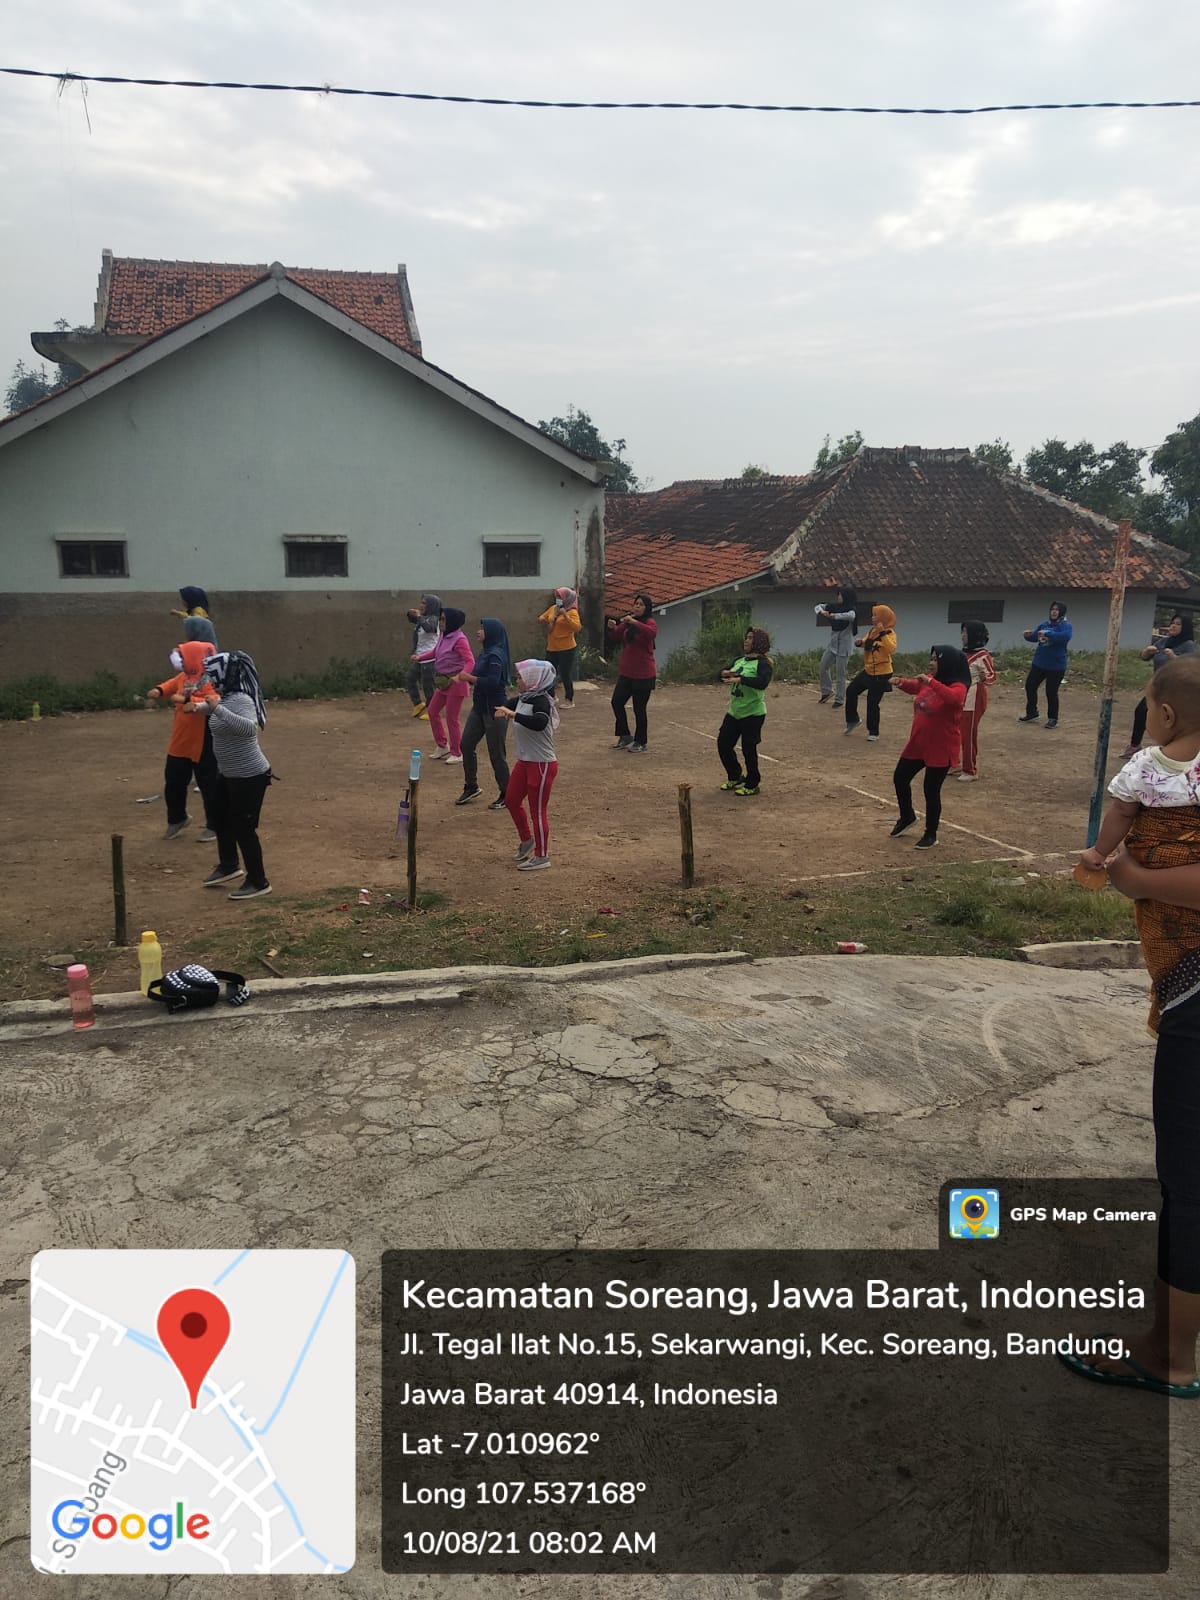 GPS Map Camera
Kecamatan Soreang, Jawa Barat, Indonesia
Jl. Tegal Ilat No.15, Sekarwangi, Kec. Soreang, Bandung,
Jawa Barat 40914, Indonesia
Lat -7.010962°
Long 107.537168°
10/08/21 08:02 AM
Google